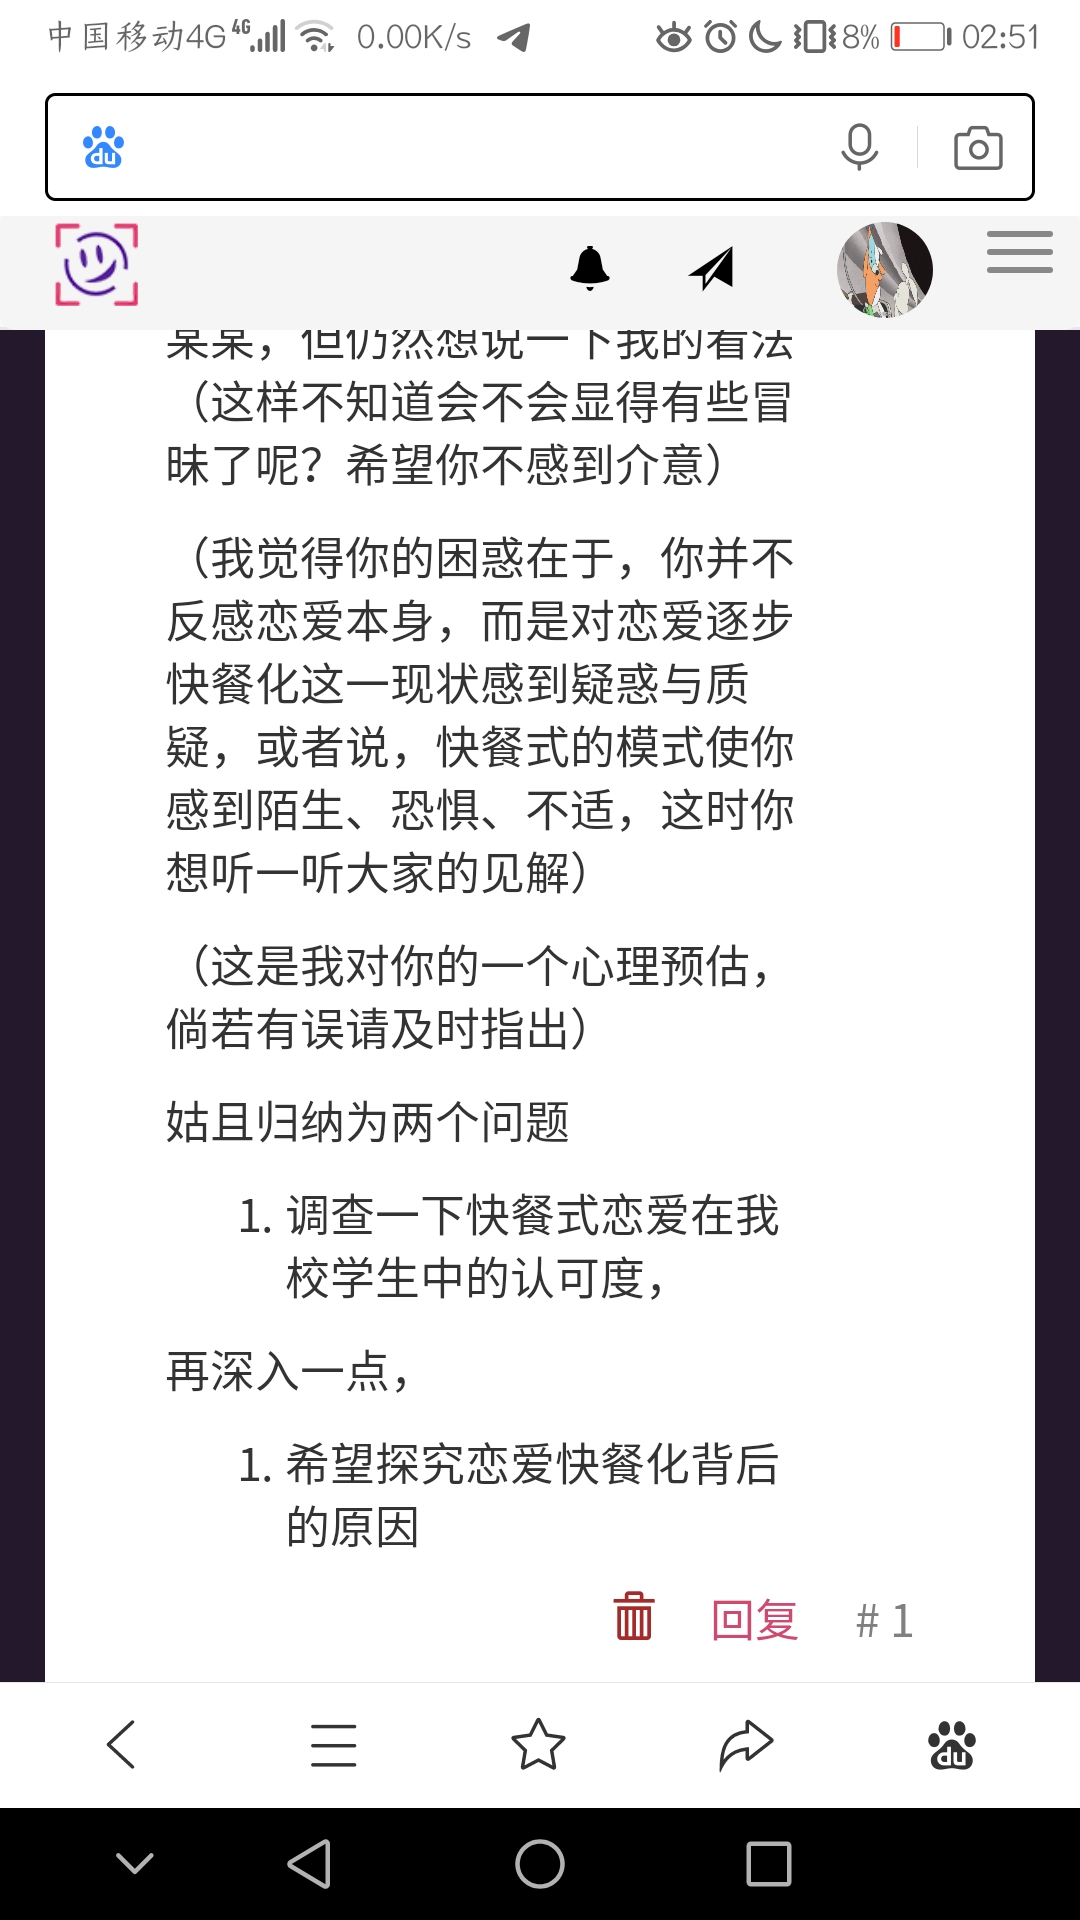 中国移动4G 4G 0.00K/s 8% 02:51
du
某某，但仍然想说一下我的看法
（这样不知道会不会显得有些冒
昧了呢？希望你不感到介意）
（我觉得你的困惑在于，你并不
反感恋爱本身，而是对恋爱逐步
快餐化这一现状感到疑惑与质
疑，或者说，快餐式的模式使你
感到陌生、恐惧、不适，这时你
想听一听大家的见解）
（这是我对你的一个心理预估，
倘若有误请及时指出）
姑且归纳为两个问题
1. 调查一下快餐式恋爱在我
校学生中的认可度，
再深入一点，
1. 希望探究恋爱快餐化背后
的原因
回复 # 1
du